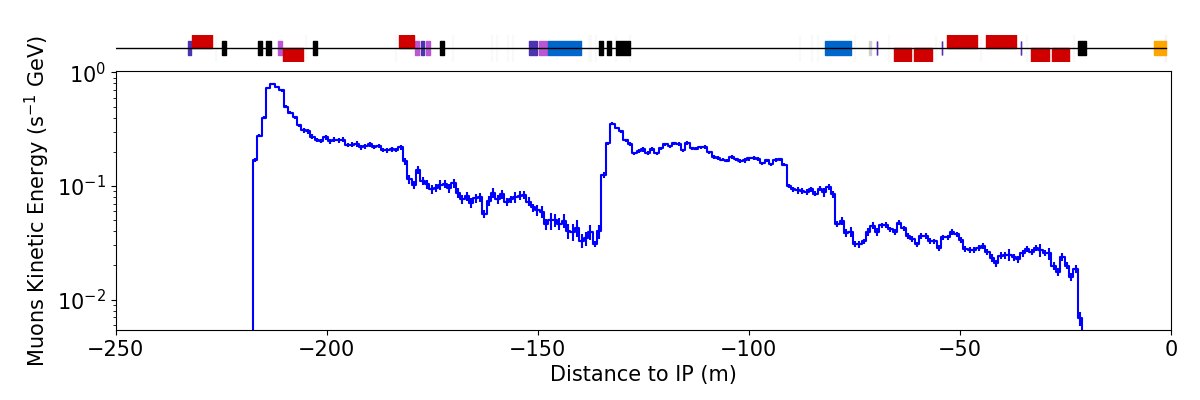 10⁰
10⁻¹
10⁻²
Muons Kinetic Energy (s⁻¹ GeV)
−250 −200 −150 −100 −50 0
Distance to IP (m)